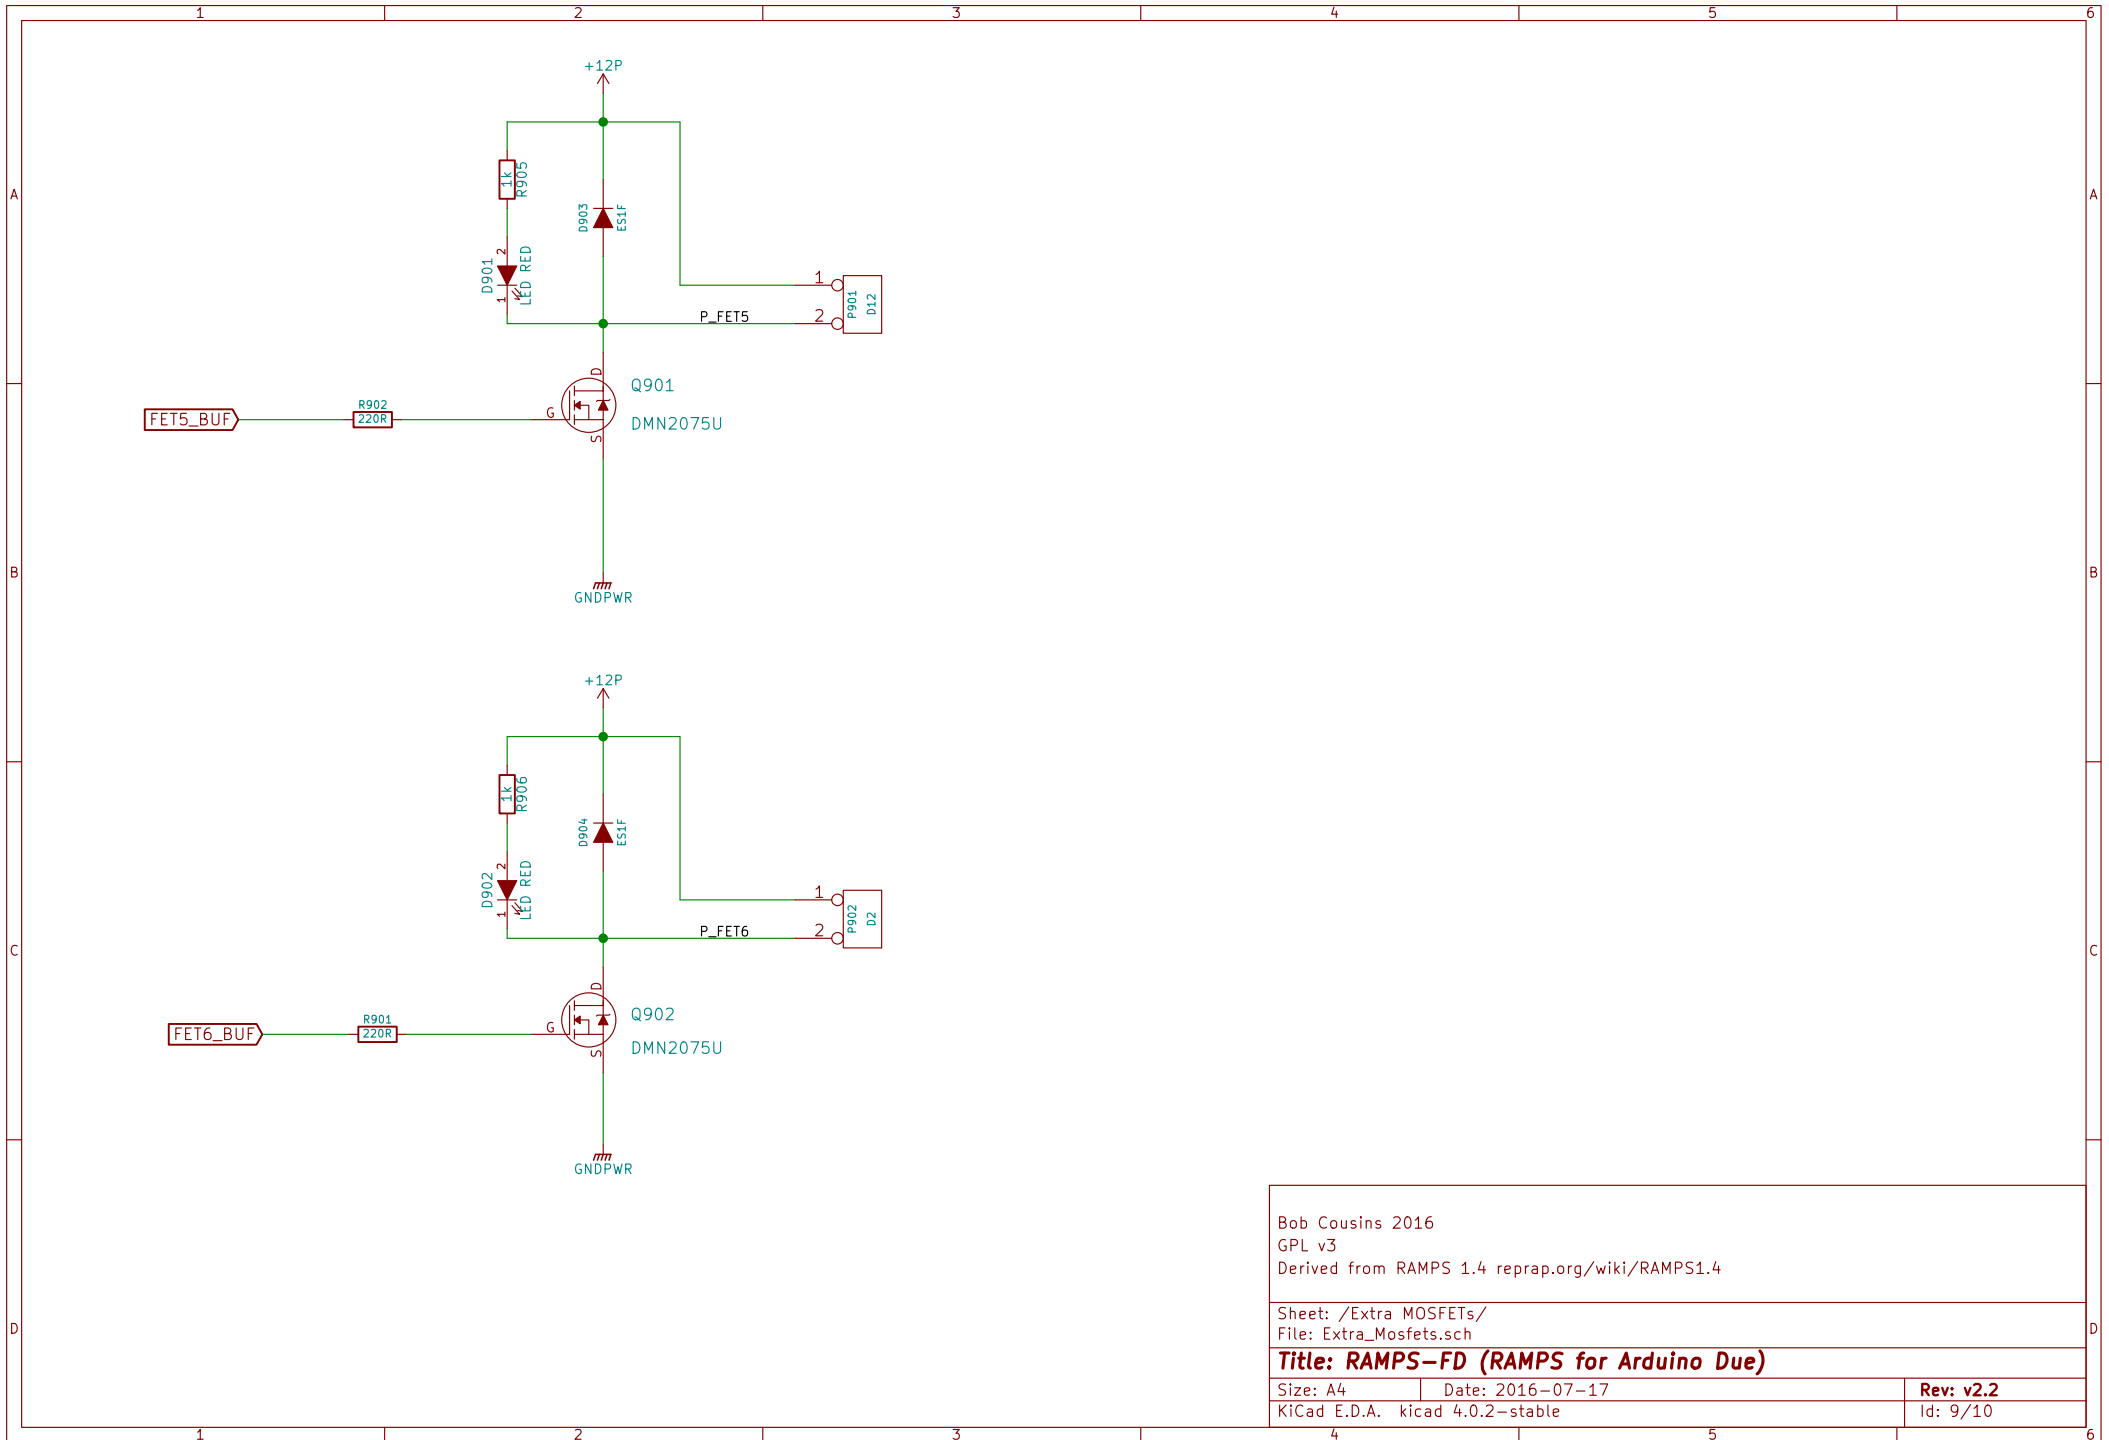 1 2 3 4 5 6
A A
B B
C C
D D
+12P
1k
R905
D903
ES1F
2
D901
LED RED
1
1
2
P901
D12
P_FET5
D
Q901
G
DMN2075U
S
FET5_BUF
R902
220R
GNDPWR
+12P
1k
R906
D904
ES1F
2
D902
LED RED
1
1
2
P902
D2
P_FET6
D
Q902
G
DMN2075U
S
FET6_BUF
R901
220R
GNDPWR
Bob Cousins 2016
GPL v3
Derived from RAMPS 1.4 reprap.org/wiki/RAMPS1.4
Sheet: /Extra MOSFETs/
File: Extra_Mosfets.sch
Title: RAMPS-FD (RAMPS for Arduino Due)
Size: A4 Date: 2016-07-17 Rev: v2.2
KiCad E.D.A. kicad 4.0.2-stable Id: 9/10
1 2 3 4 5 6